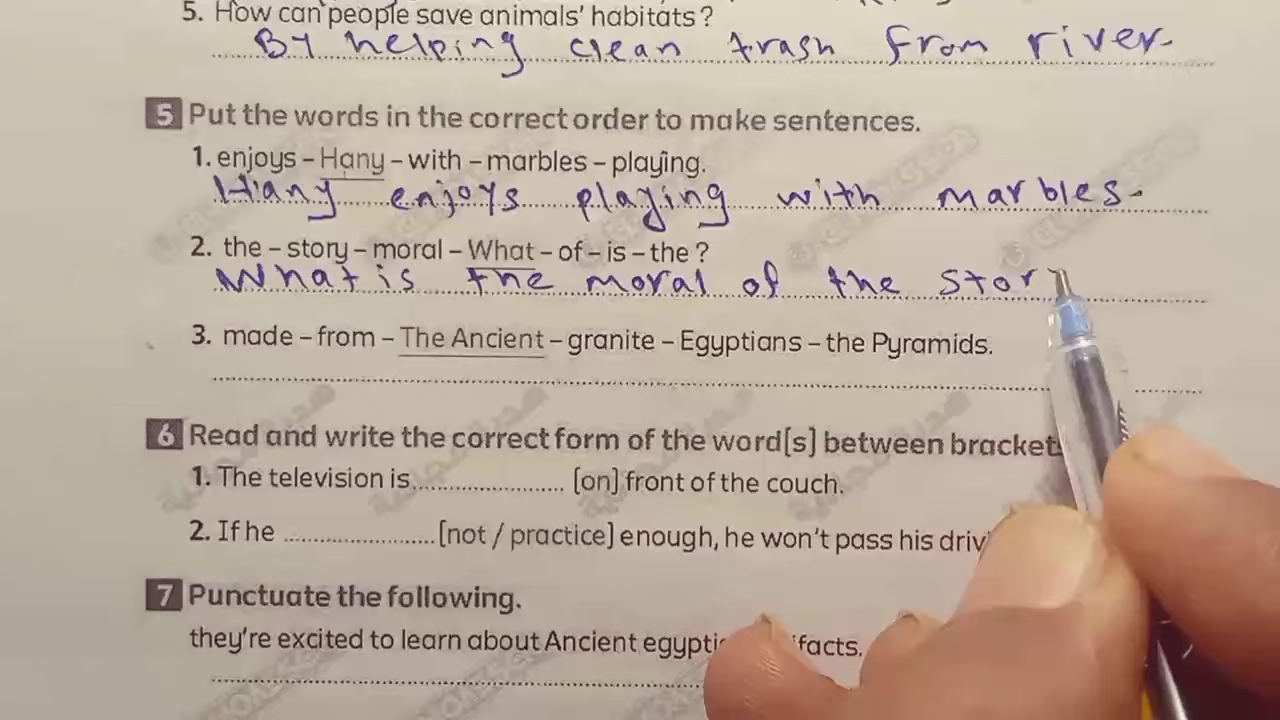 5. How can people save animals' habitats?
By helping clean trash from river.
5 Put the words in the correct order to make sentences.
1. enjoys – Hany – with – marbles – playing.
Hany enjoys playing with marbles.
2. the – story – moral – What – of – is – the ?
What is the moral of the stor
3. made – from – The Ancient – granite – Egyptians – the Pyramids.
6 Read and write the correct form of the word[s] between bracket
1. The television is...................... [on] front of the couch.
2. If he ...................... [not / practice] enough, he won't pass his driv
7 Punctuate the following.
they're excited to learn about Ancient egypti facts.